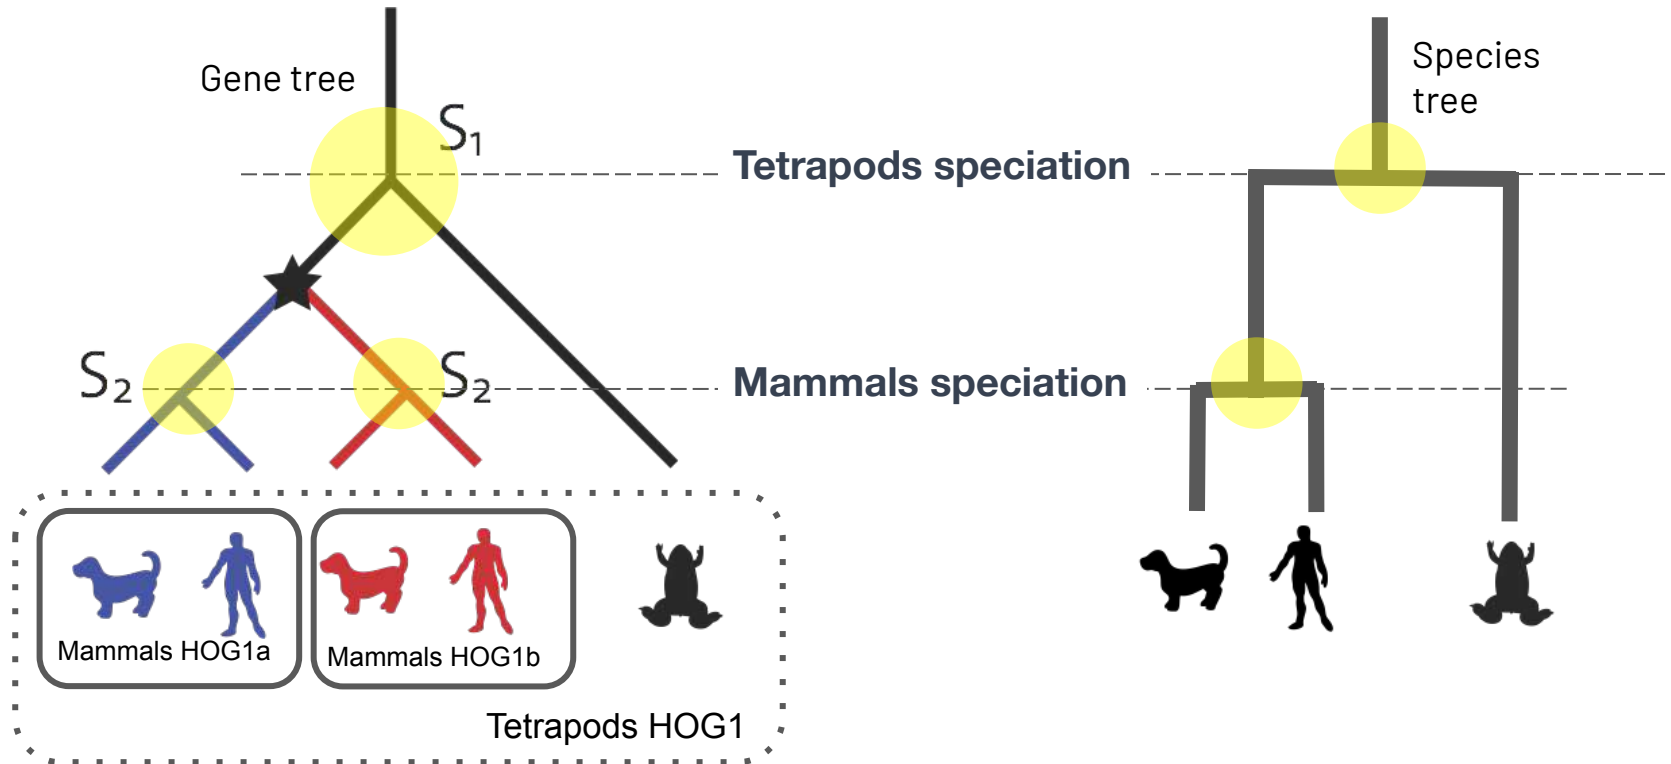 Gene tree
S₁
Species
tree
Tetrapods speciation
S₂
S₂
Mammals speciation
Mammals HOG1a
Mammals HOG1b
Tetrapods HOG1